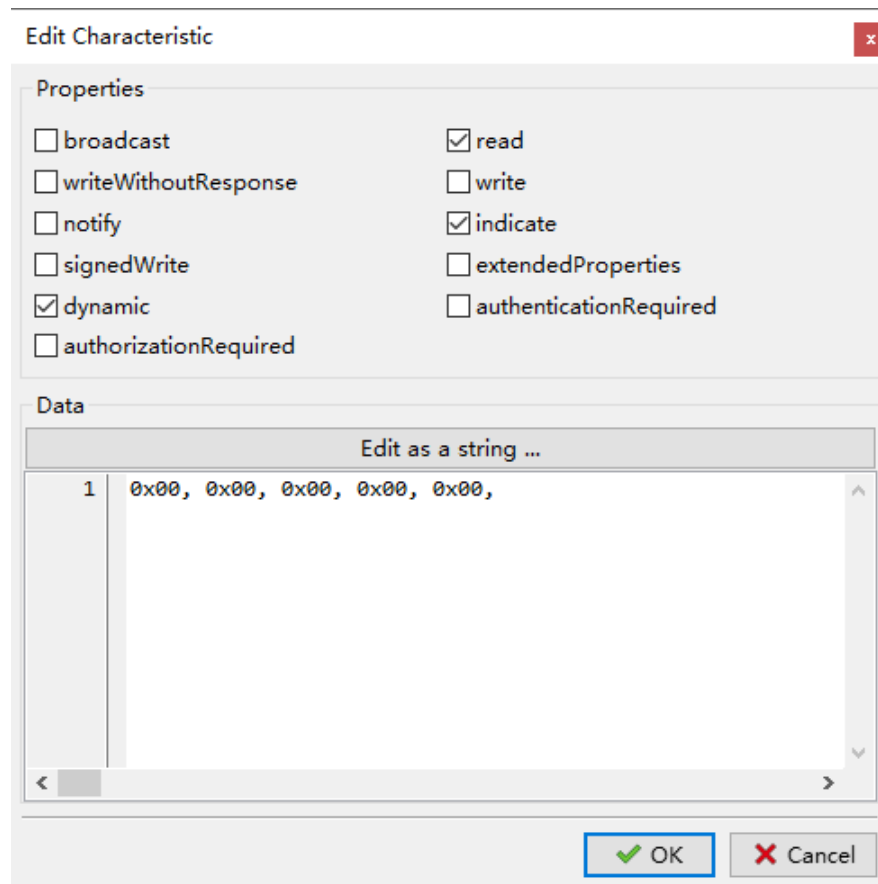 Edit Characteristic
x
Properties
broadcast
read
writeWithoutResponse
write
notify
indicate
signedWrite
extendedProperties
dynamic
authenticationRequired
authorizationRequired
Data
Edit as a string ...
1 0x00, 0x00, 0x00, 0x00, 0x00,
OK
Cancel